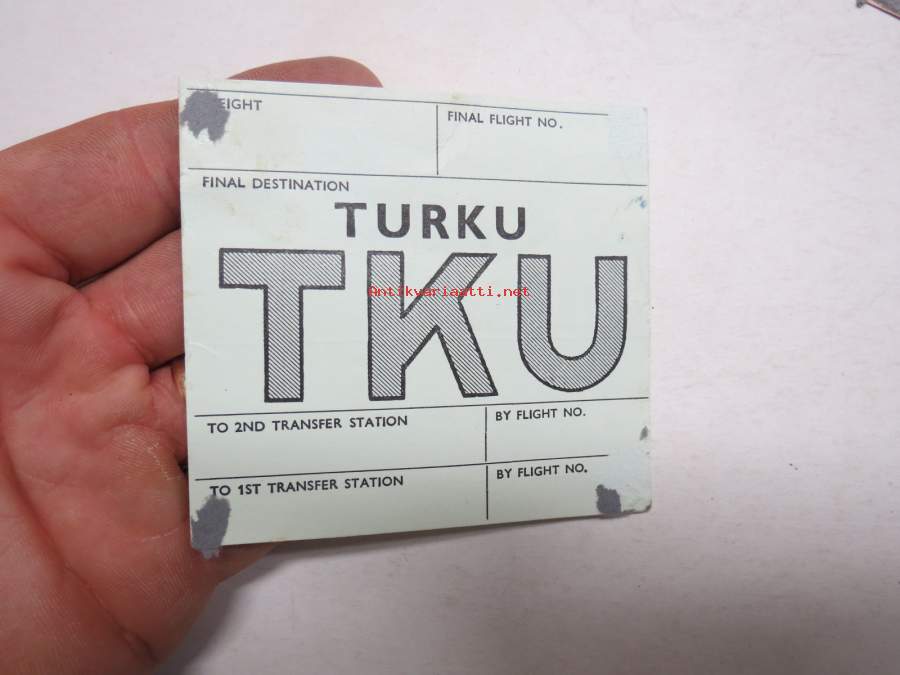 EIGHT
FINAL FLIGHT NO.
FINAL DESTINATION
TURKU
TKU
Antikvariaatti.net
TO 2ND TRANSFER STATION
BY FLIGHT NO.
TO 1ST TRANSFER STATION
BY FLIGHT NO.